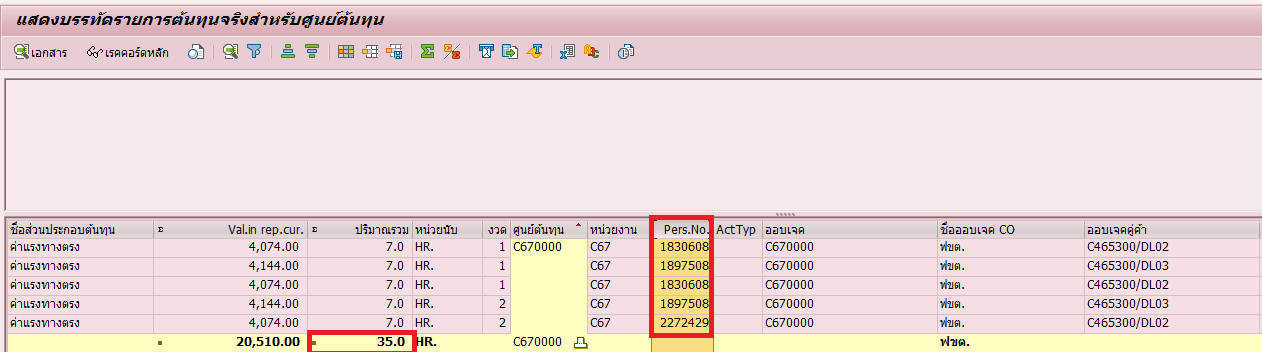 แสดงบรรทัดรายการต้นทุนจริงสำหรับศูนย์ต้นทุน
เอกสาร เรคคอร์ดหลัก
ชื่อส่วนประกอบต้นทุน Σ Val.in rep.cur. Σ ปริมาณรวม หน่วยนับ งวด ศูนย์ต้นทุน หน่วยงาน Pers.No. ActTyp ออบเจค ชื่อออบเจค CO ออบเจคคู่ค้า
ค่าแรงทางตรง 4,074.00 7.0 HR. 1 C670000 C67 1830608 C670000 ฟขต. C465300/DL02
ค่าแรงทางตรง 4,144.00 7.0 HR. 1 C67 1897508 C670000 ฟขต. C465300/DL03
ค่าแรงทางตรง 4,074.00 7.0 HR. 1 C67 1830608 C670000 ฟขต. C465300/DL02
ค่าแรงทางตรง 4,144.00 7.0 HR. 2 C67 1897508 C670000 ฟขต. C465300/DL03
ค่าแรงทางตรง 4,074.00 7.0 HR. 2 C67 2272429 C670000 ฟขต. C465300/DL02
20,510.00 35.0 HR. C670000 ฟขต.